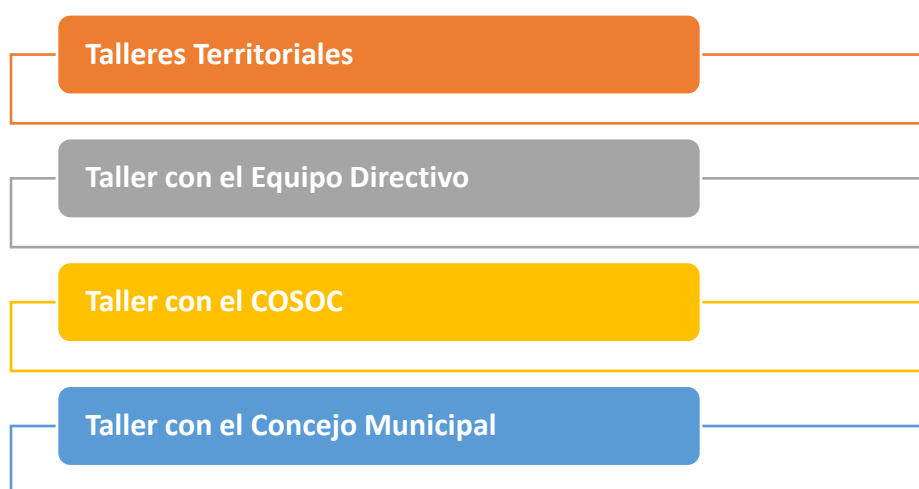 Talleres Territoriales
Taller con el Equipo Directivo
Taller con el COSOC
Taller con el Concejo Municipal